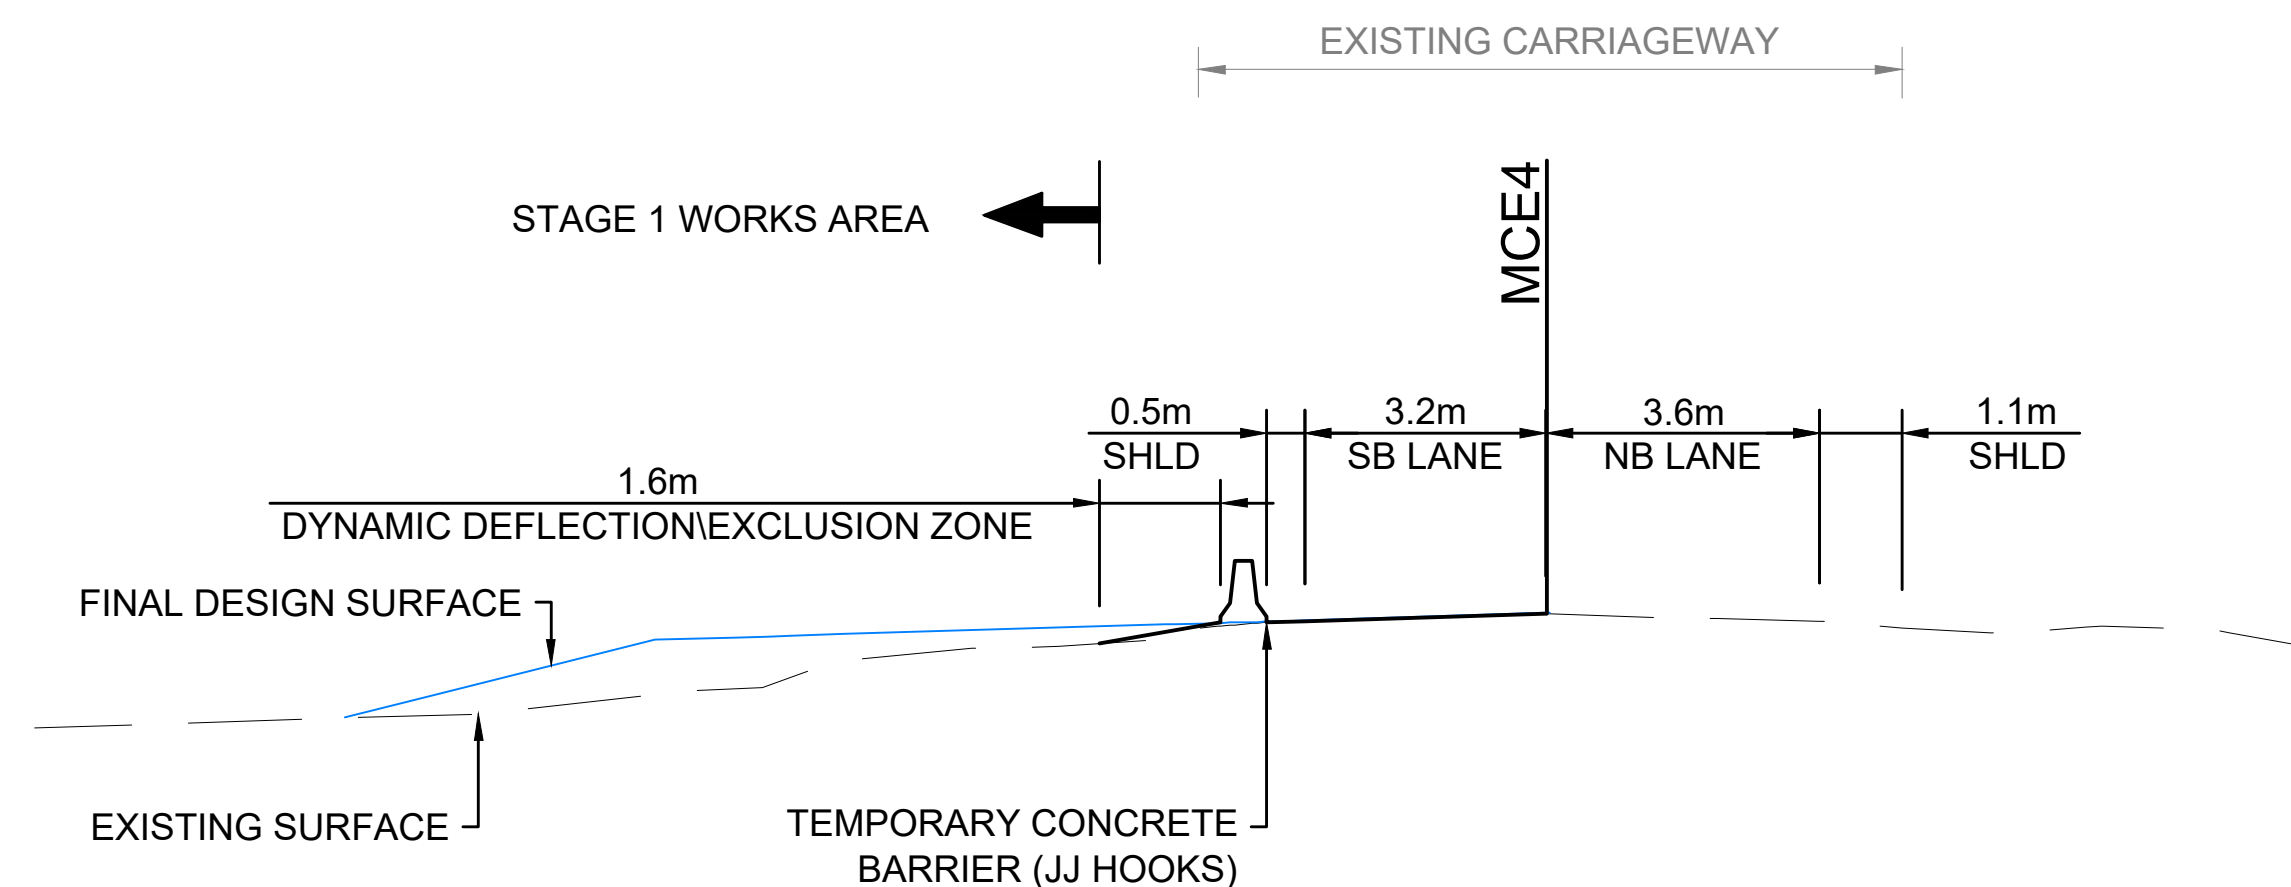 EXISTING CARRIAGEWAY
STAGE 1 WORKS AREA
MCE4
0.5m
SHLD
3.2m
SB LANE
3.6m
NB LANE
1.1m
SHLD
1.6m
DYNAMIC DEFLECTION\EXCLUSION ZONE
FINAL DESIGN SURFACE
EXISTING SURFACE
TEMPORARY CONCRETE
BARRIER (JJ HOOKS)